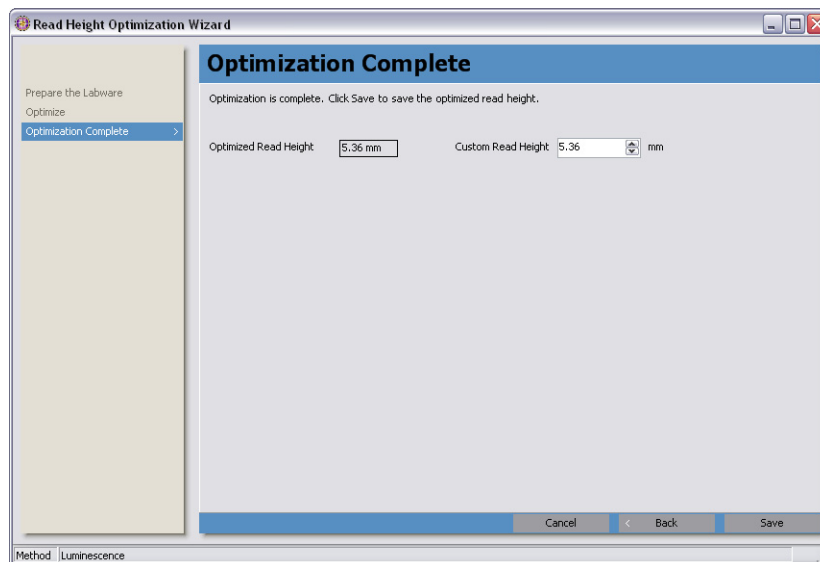 Read Height Optimization Wizard
Optimization Complete
Prepare the Labware
Optimize
Optimization Complete >
Optimization is complete. Click Save to save the optimized read height.
Optimized Read Height 5.36 mm Custom Read Height 5.36 mm
Cancel < Back Save
Method Luminescence